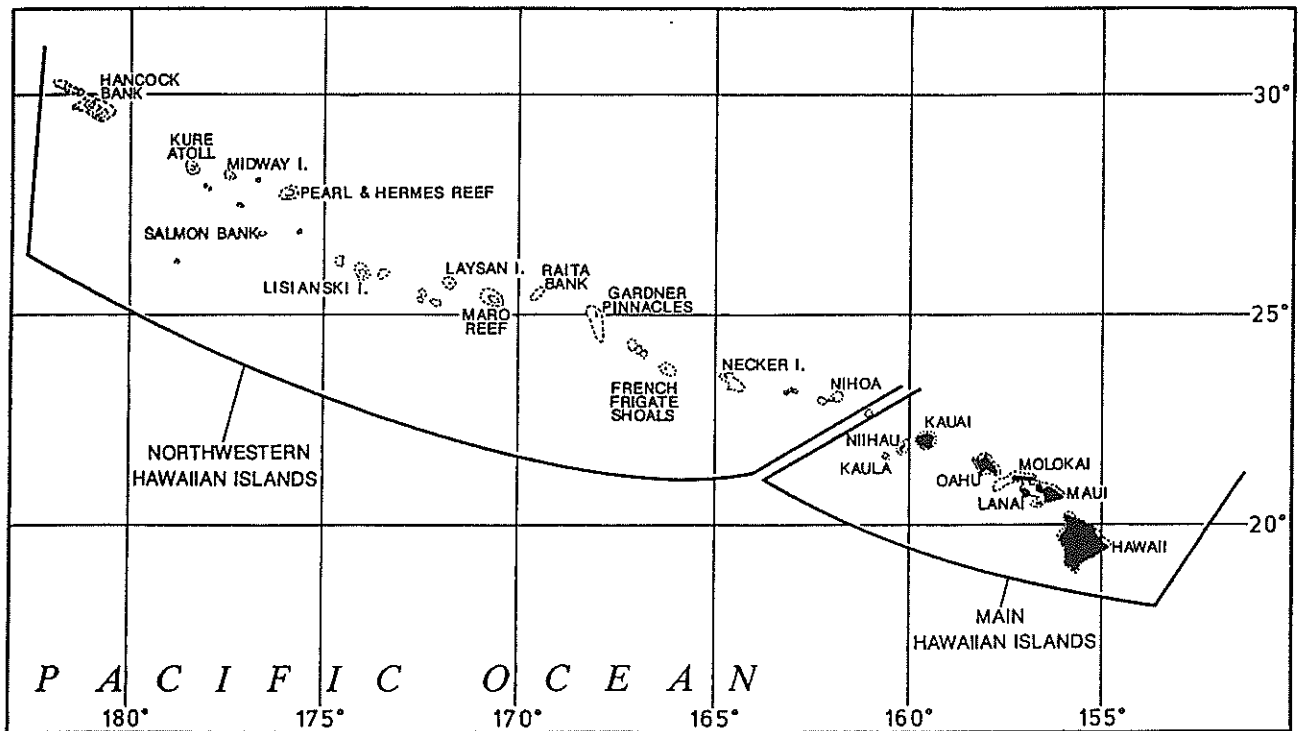 HANCOCK
BANK
30°
KURE
ATOLL
MIDWAY I.
PEARL & HERMES REEF
SALMON BANK
LISIANSKI I.
LAYSAN I.
RAITA
BANK
MARO
REEF
GARDNER
PINNACLES
25°
NECKER I.
FRENCH
FRIGATE
SHOALS
NIHOA
NIIHAU
KAUAI
KAULA
OAHU
MOLOKAI
LANAI
MAUI
20°
HAWAII
NORTHWESTERN
HAWAIIAN ISLANDS
MAIN
HAWAIIAN ISLANDS
PACIFIC OCEAN
180° 175° 170° 165° 160° 155°